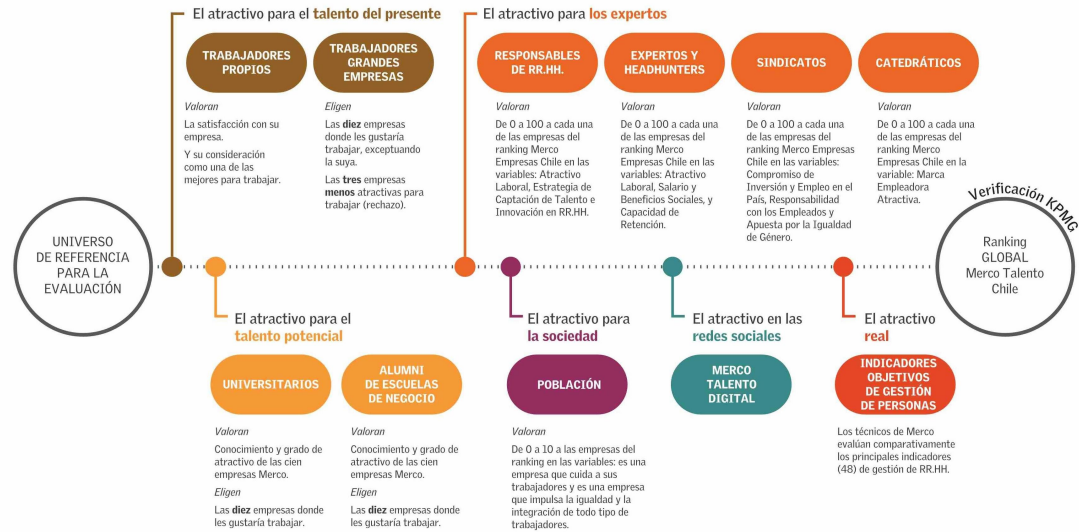 UNIVERSO
DE REFERENCIA
PARA LA
EVALUACIÓN
El atractivo para el talento del presente
TRABAJADORES
PROPIOS
Valoran
La satisfacción con su
empresa.
Y su consideración
como una de las
mejores para trabajar.
TRABAJADORES
GRANDES
EMPRESAS
Eligen
Las diez empresas
donde les gustaría
trabajar, exceptuando
la suya.
Las tres empresas
menos atractivas para
trabajar (rechazo).
El atractivo para los expertos
RESPONSABLES
DE RR.HH.
Valoran
De 0 a 100 a cada una
de las empresas del
ranking Merco
Empresas Chile en las
variables: Atractivo
Laboral, Estrategia de
Captación de Talento e
Innovación en RR.HH.
EXPERTOS Y
HEADHUNTERS
Valoran
De 0 a 100 a cada una
de las empresas del
ranking Merco
Empresas Chile en las
variables: Atractivo
Laboral, Salario y
Beneficios Sociales, y
Capacidad de
Retención.
SINDICATOS
Valoran
De 0 a 100 a cada una
de las empresas del
ranking Merco Empresas
Chile en las variables:
Compromiso de
Inversión y Empleo en el
País, Responsabilidad
con los Empleados y
Apuesta por la Igualdad
de Género.
CATEDRÁTICOS
Valoran
De 0 a 100 a cada una
de las empresas del
ranking Merco
Empresas Chile en la
variable: Marca
Empleadora
Atractiva.
Verificación KPMG
Ranking
GLOBAL
Merco Talento
Chile
El atractivo para el
talento potencial
UNIVERSITARIOS
Valoran
Conocimiento y grado de
atractivo de las cien
empresas Merco.
Eligen
Las diez empresas donde
les gustaría trabajar.
ALUMNI
DE ESCUELAS
DE NEGOCIO
Valoran
Conocimiento y grado de
atractivo de las cien
empresas Merco.
Eligen
Las diez empresas donde
les gustaría trabajar.
El atractivo para
la sociedad
POBLACIÓN
Valoran
De 0 a 10 a las empresas del
ranking en las variables: es una
empresa que cuida a sus
trabajadores y es una empresa
que impulsa la igualdad y la
integración de todo tipo de
trabajadores.
El atractivo en las
redes sociales
MERCO
TALENTO
DIGITAL
El atractivo
real
INDICADORES
OBJETIVOS
DE GESTIÓN
DE PERSONAS
Los técnicos de Merco
evalúan comparativamente
los principales indicadores
(48) de gestión de RR.HH.